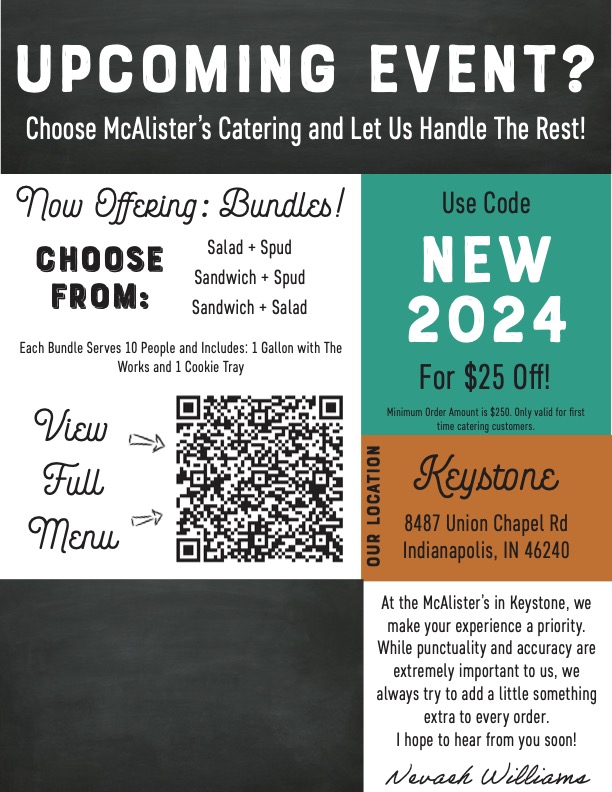 UPCOMING EVENT?
Choose McAlister's Catering and Let Us Handle The Rest!
Now Offering: Bundles!
CHOOSE
FROM:
Salad + Spud
Sandwich + Spud
Sandwich + Salad
Each Bundle Serves 10 People and Includes: 1 Gallon with The
Works and 1 Cookie Tray
View
Full
Menu
Use Code
NEW
2024
For $25 Off!
Minimum Order Amount is $250. Only valid for first
time catering customers.
OUR LOCATION
Keystone
8487 Union Chapel Rd
Indianapolis, IN 46240
At the McAlister's in Keystone, we
make your experience a priority.
While punctuality and accuracy are
extremely important to us, we
always try to add a little something
extra to every order.
I hope to hear from you soon!
Nevaeh Williams